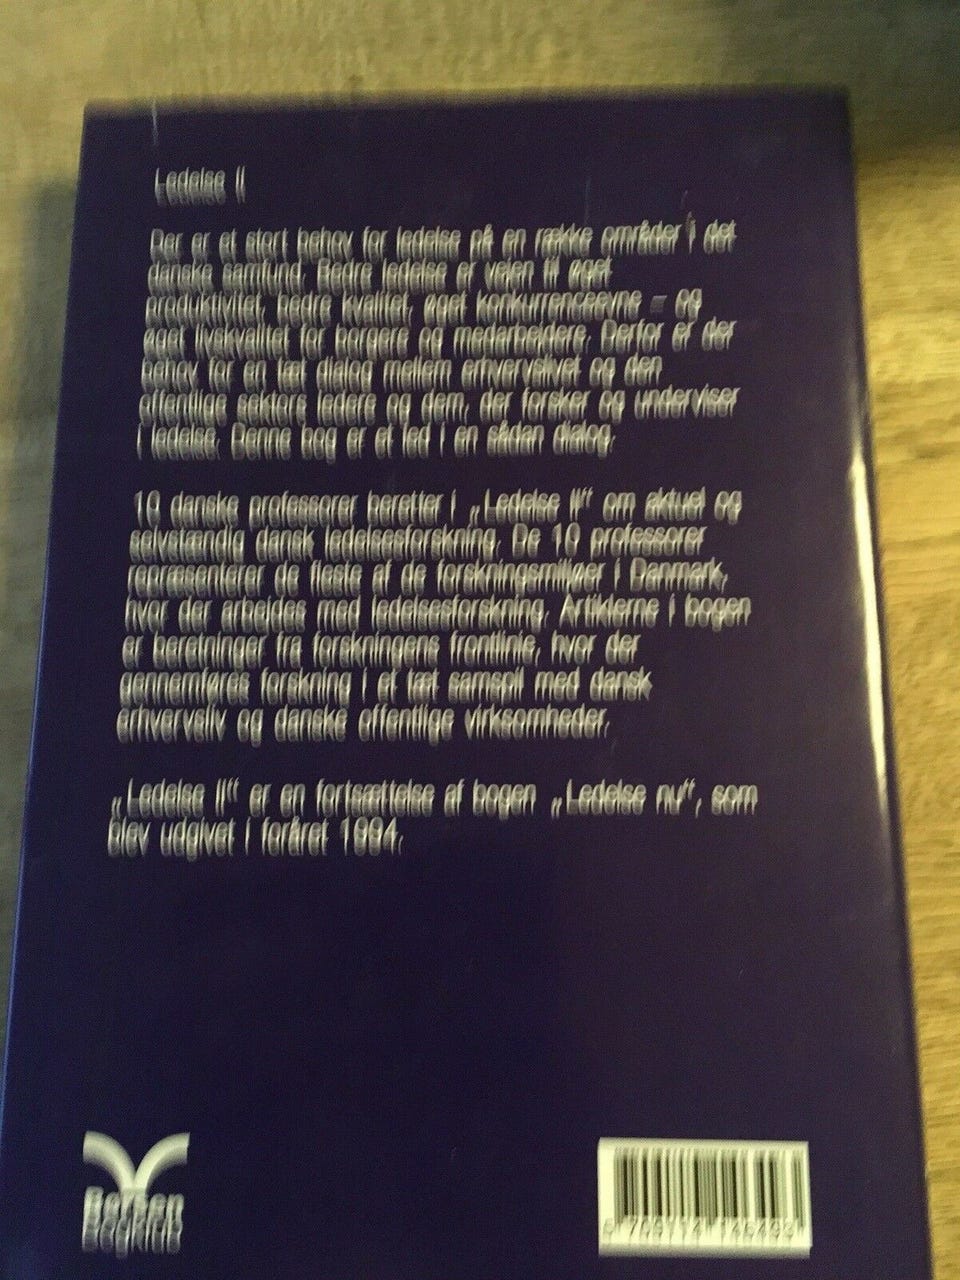 Ledelse II
Der er et stort behov for ledelse på en række områder i det
danske samfund. Bedre ledelse er vejen til øget
produktivitet, bedre kvalitet, øget konkurrenceevne – og
øget livskvalitet for borgere og medarbejdere. Derfor er der
behov for en tæt dialog mellem erhvervslivet og den
offentlige sektors ledere og dem, der forsker og underviser
i ledelse. Denne bog er et led i en sådan dialog.
10 danske professorer beretter i „Ledelse II“ om aktuel og
selvstændig dansk ledelsesforskning. De 10 professorer
repræsenterer de fleste af de forskningsmiljøer i Danmark,
hvor der arbejdes med ledelsesforskning. Artiklerne i bogen
er beretninger fra forskningens frontlinie, hvor der
gennemføres forskning i et tæt samspil med dansk
erhvervsliv og danske offentlige virksomheder.
„Ledelse II“ er en fortsættelse af bogen „Ledelse nu“, som
blev udgivet i foråret 1994.
Børsen
Bogklub